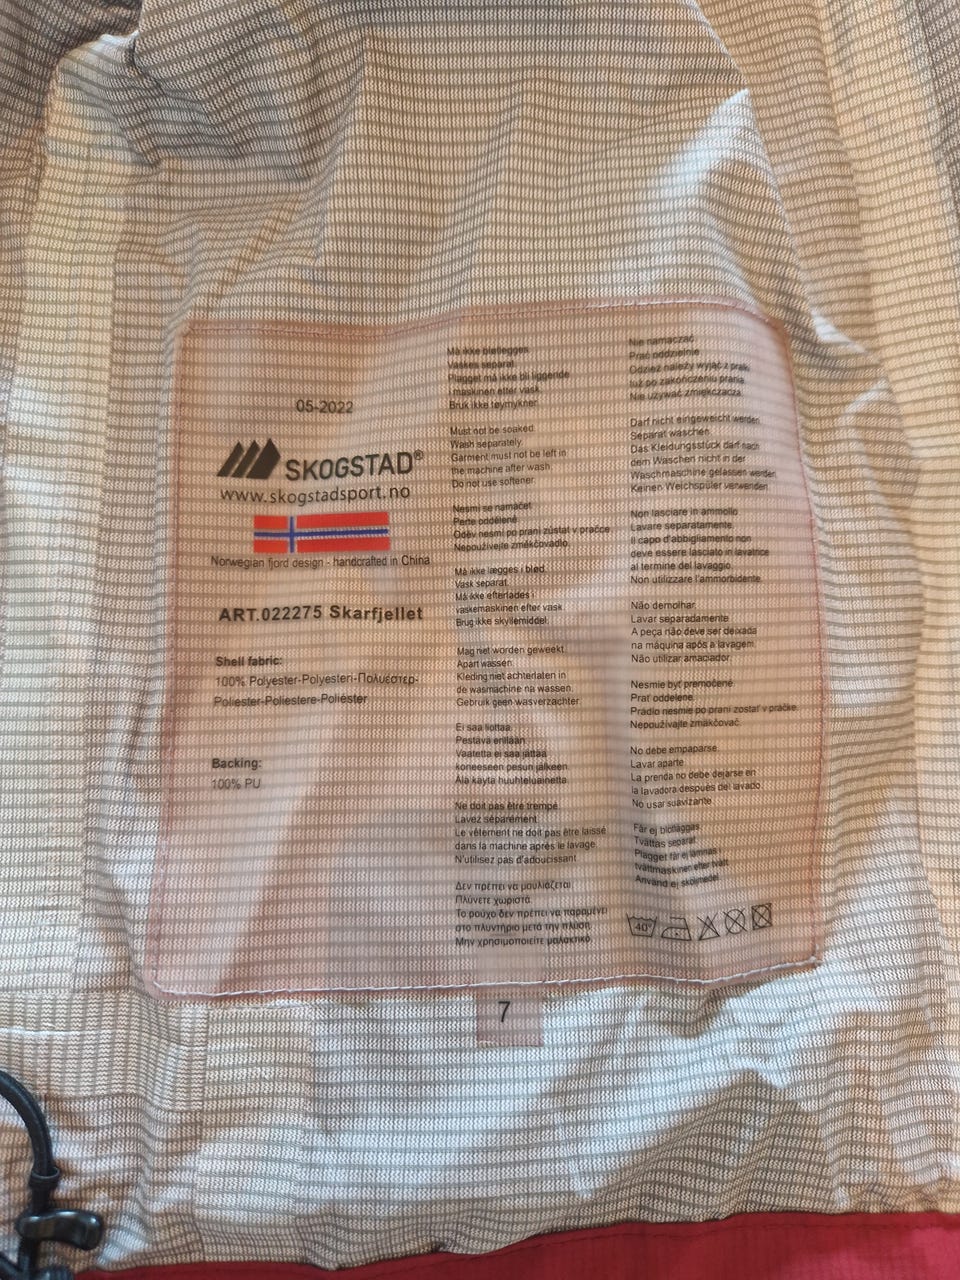 05-2022
SKOGSTAD®
www.skogstadsport.no
Norwegian fjord design - handcrafted in China
ART.022275 Skarfjellet
Shell fabric:
100% Polyester-Polyesteri-Πολυέστερ-
Poliester-Poliestere-Poliéster
Backing:
100% PU
Må ikke bløtlegges
Vaskes separat
Plagget må ikke bli liggende
i maskinen etter vask
Bruk ikke tøymykner
Must not be soaked
Wash separately
Garment must not be left in
the machine after wash
Do not use softener
Nesmí se namáčet
Perte odděleně
Oděv nesmí po praní zůstat v pračce
Nepoužívejte změkčovadlo
Må ikke lægges i blød
Vask separat.
Må ikke efterlades i
vaskemaskinen efter vask
Brug ikke skyllemiddel.
Mag niet worden geweekt.
Apart wassen
Kleding niet achterlaten in
de wasmachine na wassen.
Gebruik geen wasverzachter.
Ei saa liottaa
Pestävä erillään.
Vaatetta ei saa jättää
koneeseen pesun jälkeen.
Älä käytä huuhteluainetta.
Ne doit pas être trempé
Lavez séparément
Le vêtement ne doit pas être laissé
dans la machine après le lavage.
N'utilisez pas d'adoucissant
Δεν πρέπει να μουλιάζεται
Πλύνετε χωριστά
Το ρούχο δεν πρέπει να παραμένει
στο πλυντήριο μετά την πλύση
Μην χρησιμοποιείτε μαλακτικό
Nie namaczać
Prać oddzielnie
Odzież należy wyjąć z pralki
tuż po zakończeniu prania
Nie używać zmiękczacza
Darf nicht eingeweicht werden
Separat waschen
Das Kleidungsstück darf nach
dem Waschen nicht in der
Waschmaschine gelassen werden
Keinen Weichspüler verwenden
Non lasciare in ammollo
Lavare separatamente.
Il capo d'abbigliamento non
deve essere lasciato in lavatrice
al termine del lavaggio
Non utilizzare l'ammorbidente
Não demolhar
Lavar separadamente
A peça não deve ser deixada
na máquina após a lavagem
Não utilizar amaciador
Nesmie byť premočené
Prať oddelene
Prádlo nesmie po praní zostať v práčke
Nepoužívajte zmäkčovač
No debe empaparse.
Lavar aparte
La prenda no debe dejarse en
la lavadora después del lavado.
No usar suavizante
Får ej blötläggas
Tvättas separat
Plagget får ej lämnas i
tvättmaskinen efter tvätt
Använd ej sköljmedel
40°
7